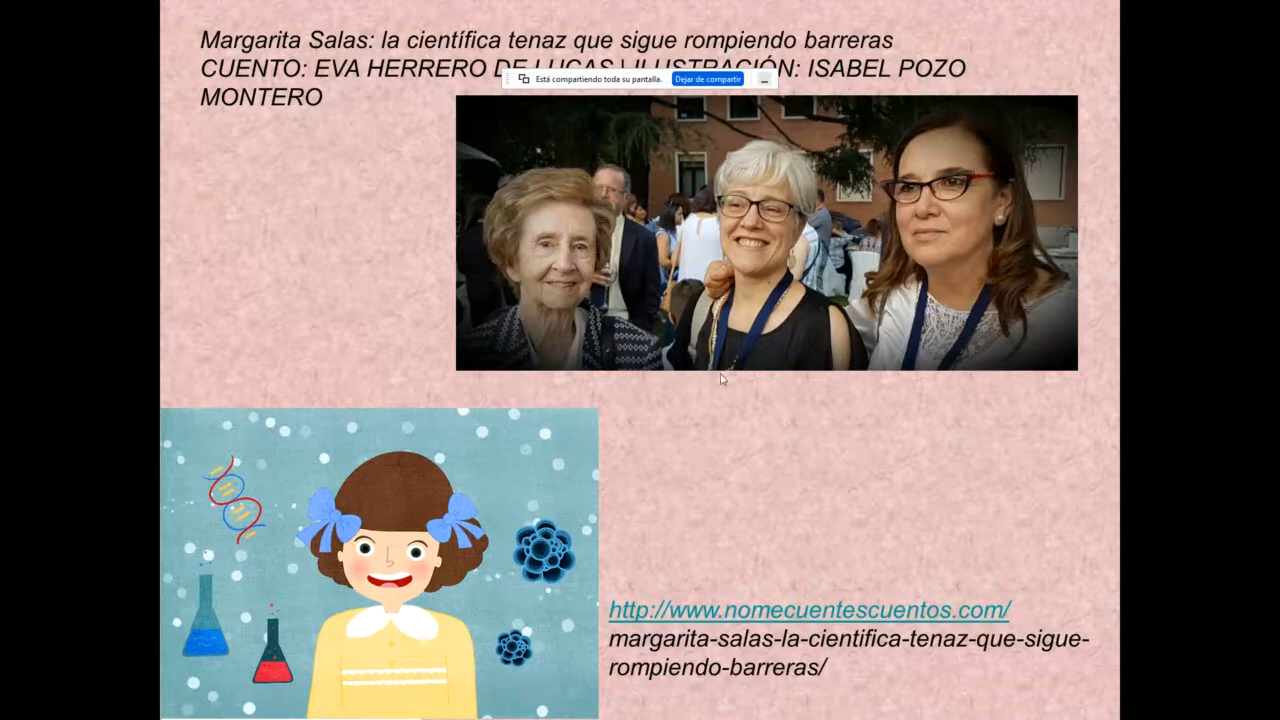 Margarita Salas: la científica tenaz que sigue rompiendo barreras
CUENTO: EVA HERRERO DE LUCAS | ILUSTRACIÓN: ISABEL POZO
MONTERO
Está compartiendo toda su pantalla. Dejar de compartir
http://www.nomecuentescuentos.com/
margarita-salas-la-cientifica-tenaz-que-sigue-
rompiendo-barreras/